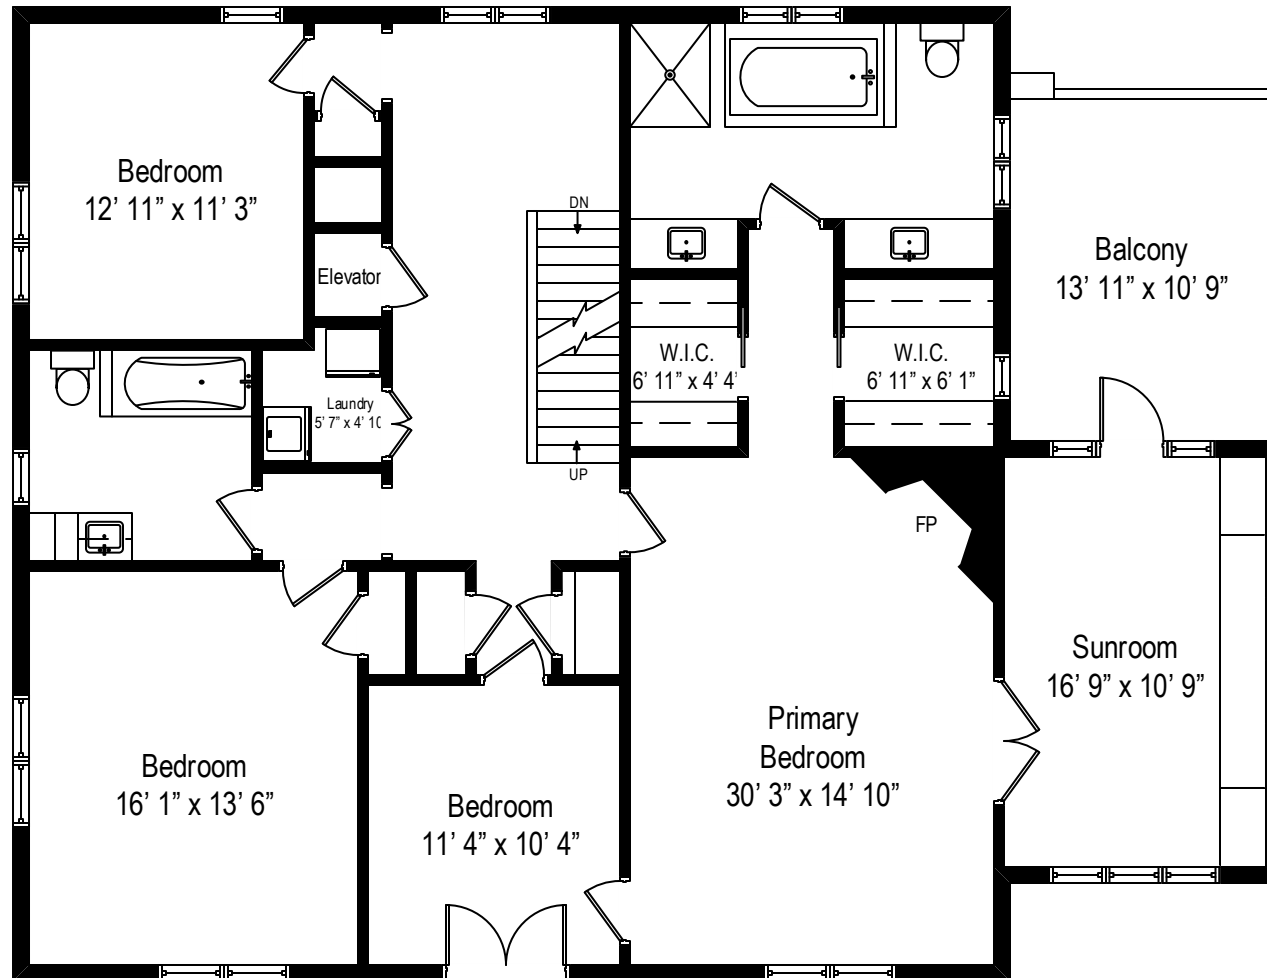 Bedroom
12’ 11” x 11’ 3”
DN
Elevator
Balcony
13’ 11” x 10’ 9”
W.I.C.
6’ 11” x 4’ 4’
W.I.C.
6’ 11” x 6’ 1”
Laundry
5’ 7” x 4’ 10
UP
FP
Sunroom
16’ 9” x 10’ 9”
Primary
Bedroom
30’ 3” x 14’ 10”
Bedroom
16’ 1” x 13’ 6”
Bedroom
11’ 4” x 10’ 4”